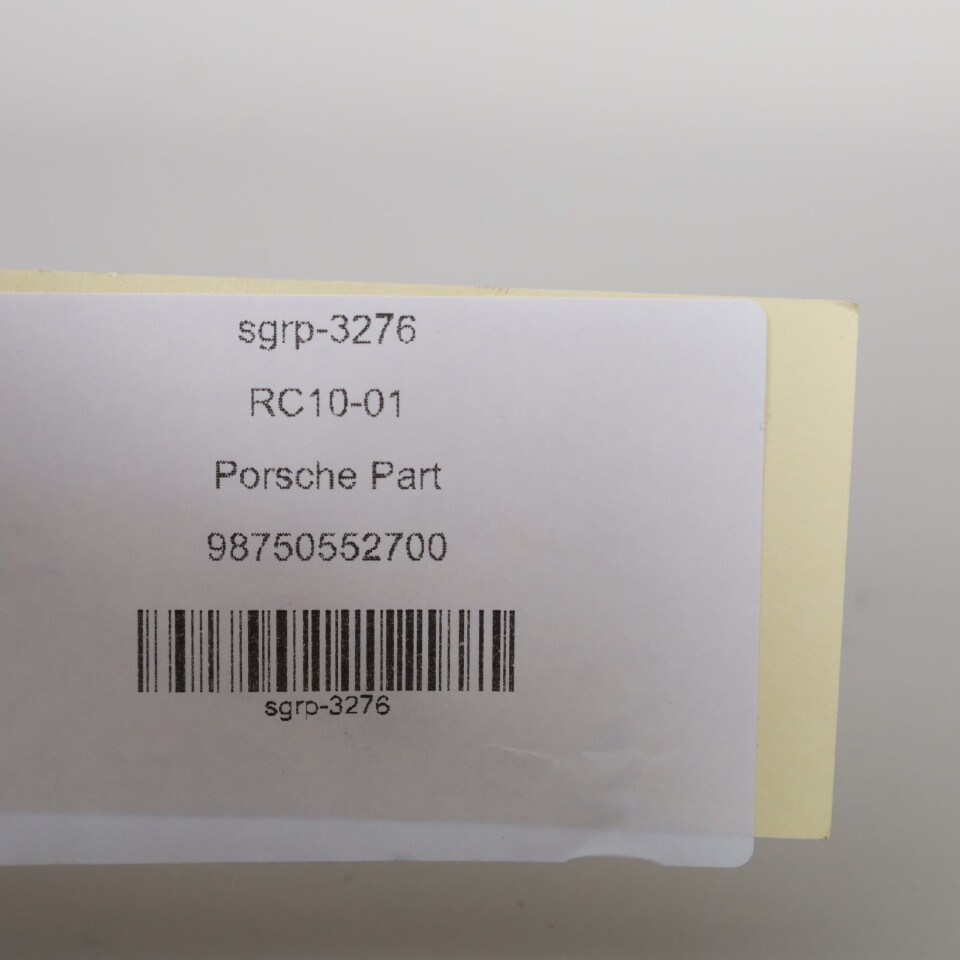 sgrp-3276
RC10-01
Porsche Part
98750552700
sgrp-3276